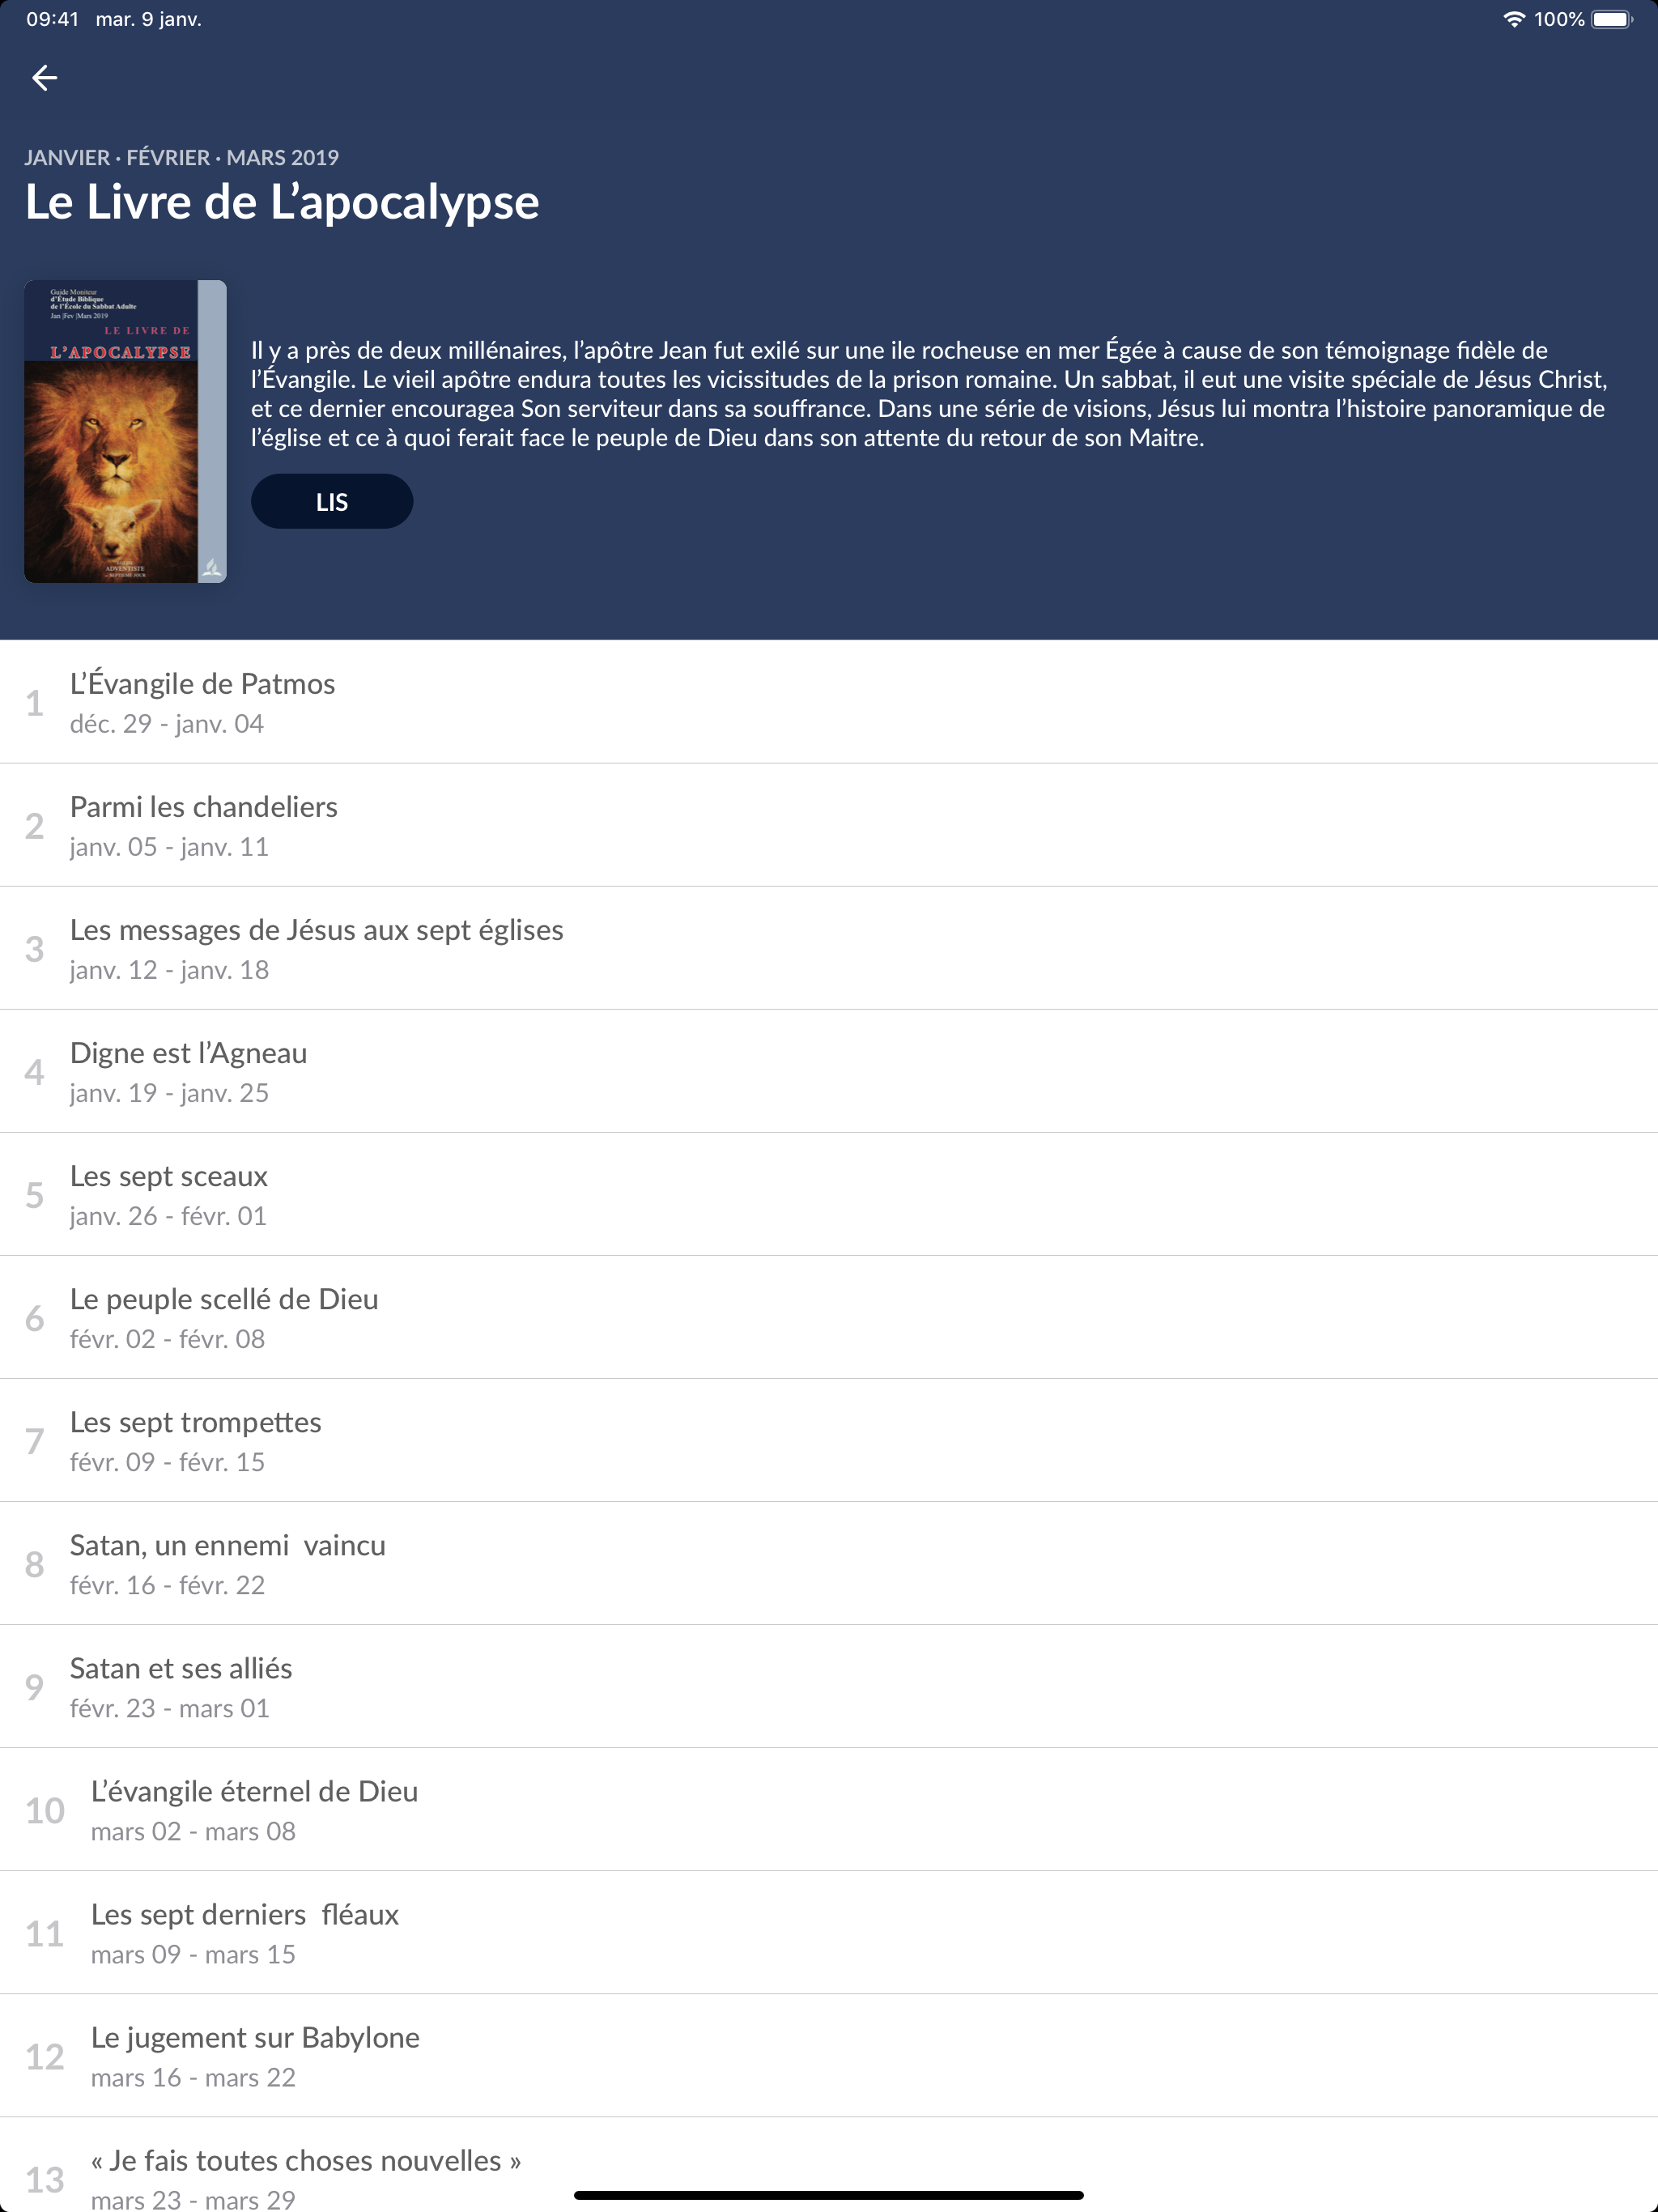 09:41 mar. 9 janv.
100%
JANVIER · FÉVRIER · MARS 2019
Le Livre de L’apocalypse
Guide Moniteur
d’Étude Biblique
de l’École du Sabbat Adulte
Jan |Fev |Mars 2019
LE LIVRE DE
L’APOCALYPSE
ADVENTISTE
Il y a près de deux millénaires, l’apôtre Jean fut exilé sur une ile rocheuse en mer Égée à cause de son témoignage fidèle de
l’Évangile. Le vieil apôtre endura toutes les vicissitudes de la prison romaine. Un sabbat, il eut une visite spéciale de Jésus Christ,
et ce dernier encouragea Son serviteur dans sa souffrance. Dans une série de visions, Jésus lui montra l’histoire panoramique de
l’église et ce à quoi ferait face le peuple de Dieu dans son attente du retour de son Maitre.
LIS
1
L’Évangile de Patmos
déc. 29 - janv. 04
2
Parmi les chandeliers
janv. 05 - janv. 11
3
Les messages de Jésus aux sept églises
janv. 12 - janv. 18
4
Digne est l’Agneau
janv. 19 - janv. 25
5
Les sept sceaux
janv. 26 - févr. 01
6
Le peuple scellé de Dieu
févr. 02 - févr. 08
7
Les sept trompettes
févr. 09 - févr. 15
8
Satan, un ennemi  vaincu
févr. 16 - févr. 22
9
Satan et ses alliés
févr. 23 - mars 01
10
L’évangile éternel de Dieu
mars 02 - mars 08
11
Les sept derniers  fléaux
mars 09 - mars 15
12
Le jugement sur Babylone
mars 16 - mars 22
13
« Je fais toutes choses nouvelles »
mars 23 - mars 29